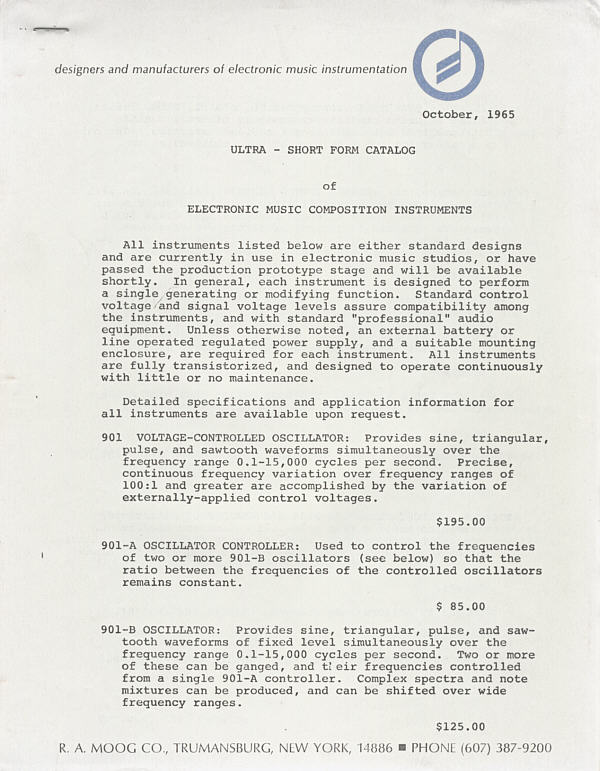 designers and manufacturers of electronic music instrumentation
October, 1965
ULTRA - SHORT FORM CATALOG
of
ELECTRONIC MUSIC COMPOSITION INSTRUMENTS
All instruments listed below are either standard designs
and are currently in use in electronic music studios, or have
passed the production prototype stage and will be available
shortly. In general, each instrument is designed to perform
a single generating or modifying function. Standard control
voltage and signal voltage levels assure compatibility among
the instruments, and with standard "professional" audio
equipment. Unless otherwise noted, an external battery or
line operated regulated power supply, and a suitable mounting
enclosure, are required for each instrument. All instruments
are fully transistorized, and designed to operate continuously
with little or no maintenance.
Detailed specifications and application information for
all instruments are available upon request.
901 VOLTAGE-CONTROLLED OSCILLATOR: Provides sine, triangular,
pulse, and sawtooth waveforms simultaneously over the
frequency range 0.1-15,000 cycles per second. Precise,
continuous frequency variation over frequency ranges of
100:1 and greater are accomplished by the variation of
externally-applied control voltages.
$195.00
901-A OSCILLATOR CONTROLLER: Used to control the frequencies
of two or more 901-B oscillators (see below) so that the
ratio between the frequencies of the controlled oscillators
remains constant.
$ 85.00
901-B OSCILLATOR: Provides sine, triangular, pulse, and saw-
tooth waveforms of fixed level simultaneously over the
frequency range 0.1-15,000 cycles per second. Two or more
of these can be ganged, and their frequencies controlled
from a single 901-A controller. Complex spectra and note
mixtures can be produced, and can be shifted over wide
frequency ranges.
$125.00
R. A. MOOG CO., TRUMANSBURG, NEW YORK, 14886 ■ PHONE (607) 387-9200